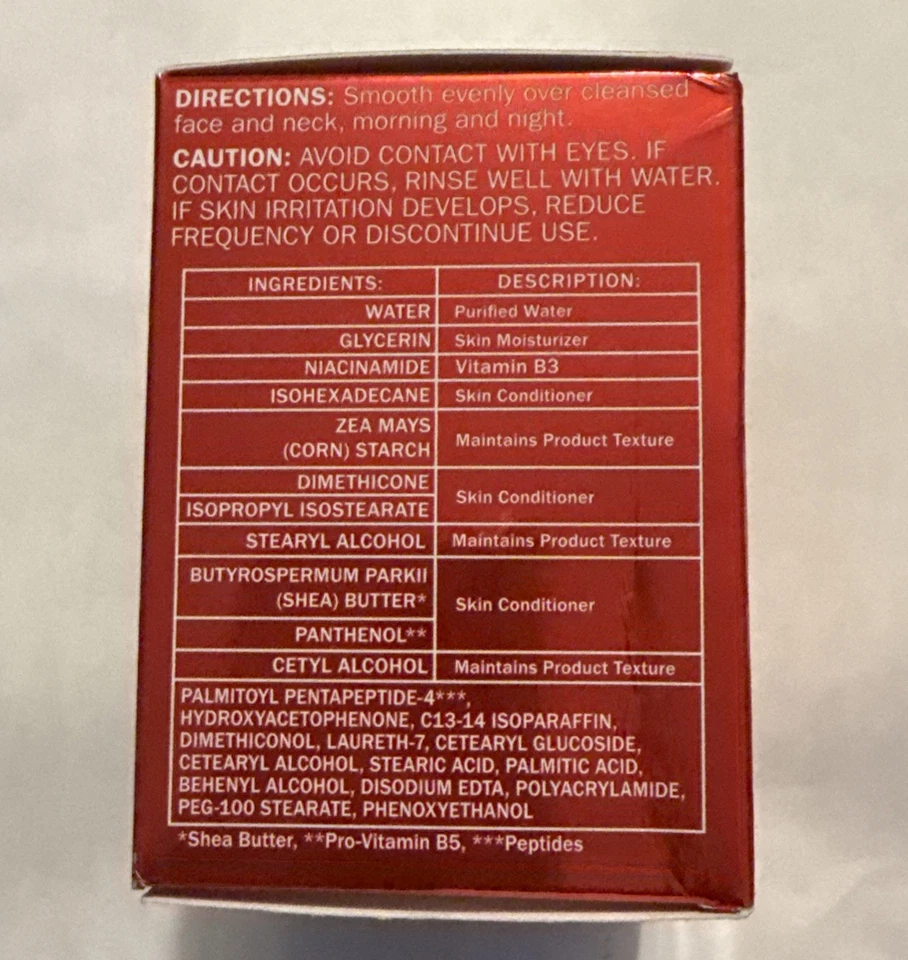 DIRECTIONS: Smooth evenly over cleansed
face and neck, morning and night.
CAUTION: AVOID CONTACT WITH EYES. IF
CONTACT OCCURS, RINSE WELL WITH WATER.
IF SKIN IRRITATION DEVELOPS, REDUCE
FREQUENCY OR DISCONTINUE USE.
INGREDIENTS: DESCRIPTION:
WATER Purified Water
GLYCERIN Skin Moisturizer
NIACINAMIDE Vitamin B3
ISOHEXADECANE Skin Conditioner
ZEA MAYS
(CORN) STARCH Maintains Product Texture
DIMETHICONE
ISOPROPYL ISOSTEARATE Skin Conditioner
STEARYL ALCOHOL Maintains Product Texture
BUTYROSPERMUM PARKII
(SHEA) BUTTER* Skin Conditioner
PANTHENOL**
CETYL ALCOHOL Maintains Product Texture
PALMITOYL PENTAPEPTIDE-4***,
HYDROXYACETOPHENONE, C13-14 ISOPARAFFIN,
DIMETHICONOL, LAURETH-7, CETEARYL GLUCOSIDE,
CETEARYL ALCOHOL, STEARIC ACID, PALMITIC ACID,
BEHENYL ALCOHOL, DISODIUM EDTA, POLYACRYLAMIDE,
PEG-100 STEARATE, PHENOXYETHANOL
*Shea Butter, **Pro-Vitamin B5, ***Peptides